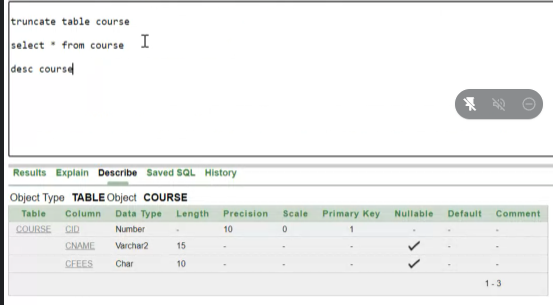 truncate table course
select * from course
desc course
Results Explain Describe Saved SQL History
Object Type TABLE Object COURSE
Table Column Data Type Length Precision Scale Primary Key Nullable Default Comment
COURSE CID Number - 10 0 1 - - -
CNAME Varchar2 15 - - - ✓ - -
CFEES Char 10 - - - ✓ - -
1 - 3